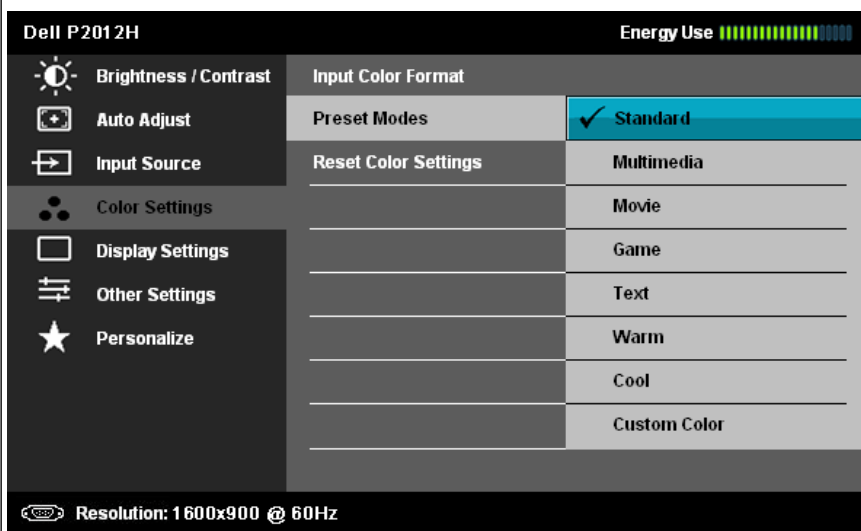 Dell P2012H
Energy Use
Brightness / Contrast
Auto Adjust
Input Source
Color Settings
Display Settings
Other Settings
Personalize
Input Color Format
Preset Modes
Reset Color Settings
Standard
Multimedia
Movie
Game
Text
Warm
Cool
Custom Color
Resolution: 1600x900 @ 60Hz